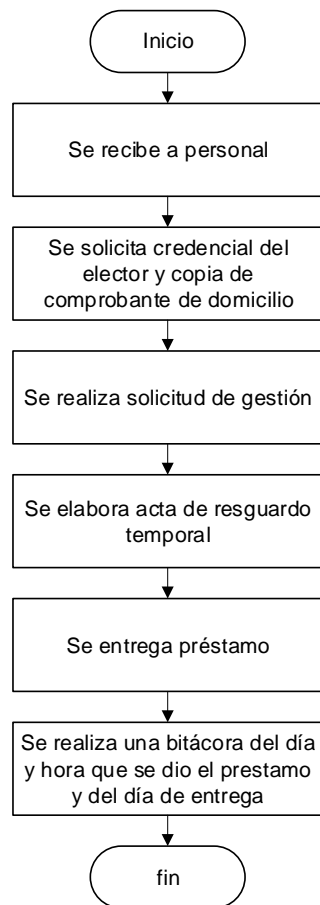 Inicio
Se recibe a personal
Se solicita credencial del
elector y copia de
comprobante de domicilio
Se realiza solicitud de gestión
Se elabora acta de resguardo
temporal
Se entrega préstamo
Se realiza una bitácora del día
y hora que se dio el prestamo
y del día de entrega
fin